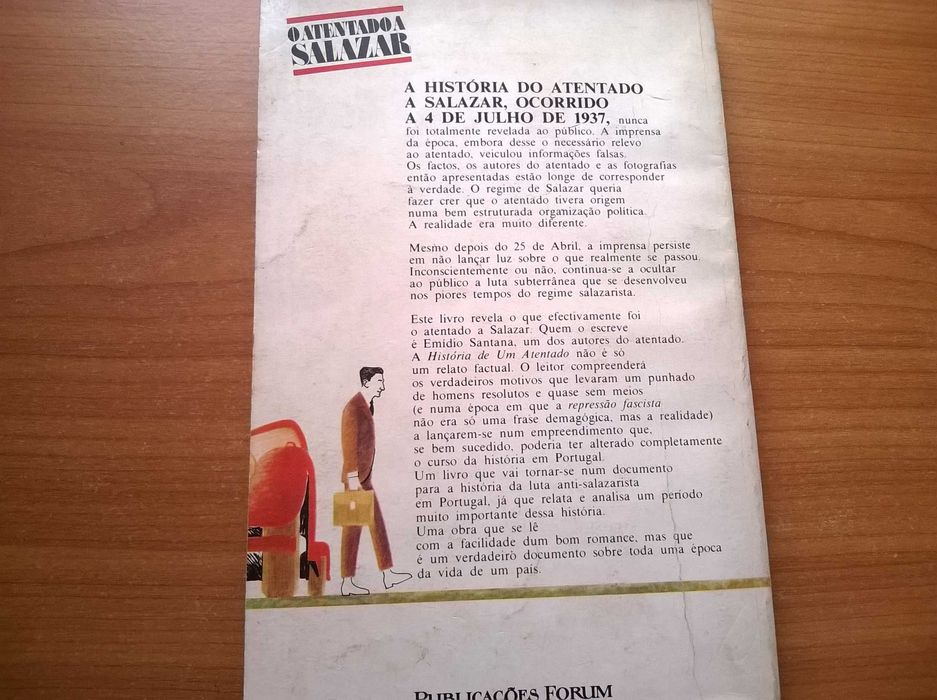 O ATENTADO A
SALAZAR
A HISTÓRIA DO ATENTADO
A SALAZAR, OCORRIDO
A 4 DE JULHO DE 1937, nunca
foi totalmente revelada ao público. A imprensa
da época, embora desse o necessário relevo
ao atentado, veiculou informações falsas.
Os factos, os autores do atentado e as fotografias
então apresentadas estão longe de corresponder
à verdade. O regime de Salazar queria
fazer crer que o atentado tivera origem
numa bem estruturada organização política.
A realidade era muito diferente.
Mesmo depois do 25 de Abril, a imprensa persiste
em não lançar luz sobre o que realmente se passou.
Inconscientemente ou não, continua-se a ocultar
ao público a luta subterrânea que se desenvolveu
nos piores tempos do regime salazarista.
Este livro revela o que efectivamente foi
o atentado a Salazar. Quem o escreve
é Emídio Santana, um dos autores do atentado.
A História de Um Atentado não é só
um relato factual. O leitor compreenderá
os verdadeiros motivos que levaram um punhado
de homens resolutos e quase sem meios
(e numa época em que a repressão fascista
não era só uma frase demagógica, mas a realidade)
a lançarem-se num empreendimento que,
se bem sucedido, poderia ter alterado completamente
o curso da história em Portugal.
Um livro que vai tornar-se num documento
para a história da luta anti-salazarista
em Portugal, já que relata e analisa um período
muito importante dessa história.
Uma obra que se lê
com a facilidade dum bom romance, mas que
é um verdadeiro documento sobre toda uma época
da vida de um país.
PUBLICAÇÕES FORUM